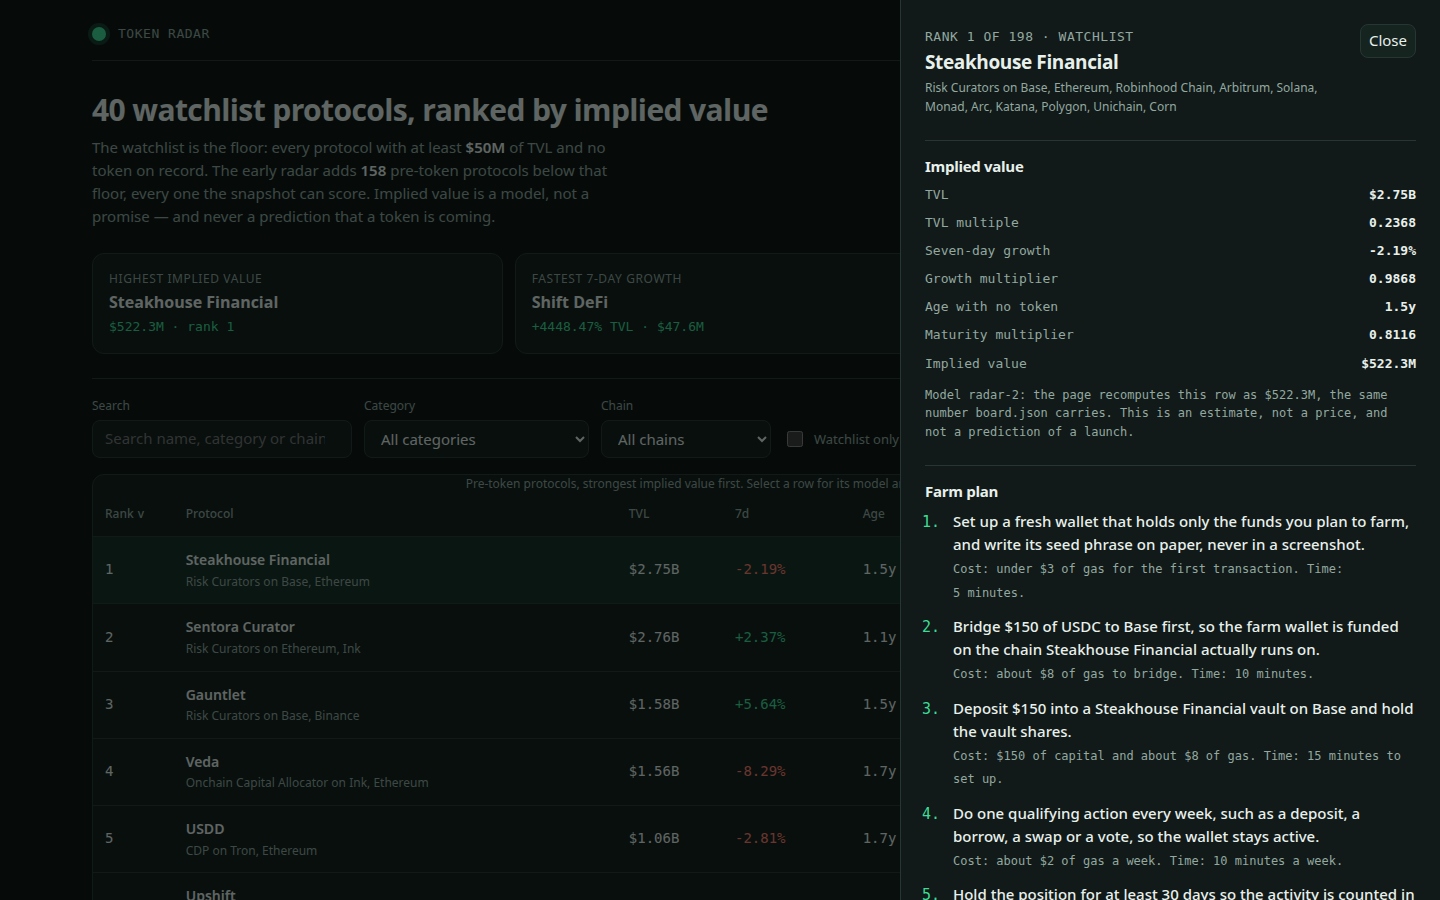 TOKEN RADAR
40 watchlist protocols, ranked by implied value
The watchlist is the floor: every protocol with at least $50M of TVL and no
token on record. The early radar adds 158 pre-token protocols below that
floor, every one the snapshot can score. Implied value is a model, not a
promise — and never a prediction that a token is coming.
HIGHEST IMPLIED VALUE
Steakhouse Financial
$522.3M · rank 1
FASTEST 7-DAY GROWTH
Shift DeFi
+4448.47% TVL · $47.6M
Search
Category
Chain
Search name, category or chain
All categories
All chains
Watchlist only
Pre-token protocols, strongest implied value first. Select a row for its model
Rank v Protocol TVL 7d Age
1 Steakhouse Financial $2.75B -2.19% 1.5y
Risk Curators on Base, Ethereum
2 Sentora Curator $2.76B +2.37% 1.1y
Risk Curators on Ethereum, Ink
3 Gauntlet $1.58B +5.64% 1.5y
Risk Curators on Base, Binance
4 Veda $1.56B -8.29% 1.7y
Onchain Capital Allocator on Ink, Ethereum
5 USDD $1.06B -2.81% 1.7y
CDP on Tron, Ethereum
Upshift
RANK 1 OF 198 · WATCHLIST
Close
Steakhouse Financial
Risk Curators on Base, Ethereum, Robinhood Chain, Arbitrum, Solana,
Monad, Arc, Katana, Polygon, Unichain, Corn
Implied value
TVL $2.75B
TVL multiple 0.2368
Seven-day growth -2.19%
Growth multiplier 0.9868
Age with no token 1.5y
Maturity multiplier 0.8116
Implied value $522.3M
Model radar-2: the page recomputes this row as $522.3M, the same
number board.json carries. This is an estimate, not a price, and
not a prediction of a launch.
Farm plan
1. Set up a fresh wallet that holds only the funds you plan to farm,
and write its seed phrase on paper, never in a screenshot.
Cost: under $3 of gas for the first transaction. Time:
5 minutes.
2. Bridge $150 of USDC to Base first, so the farm wallet is funded
on the chain Steakhouse Financial actually runs on.
Cost: about $8 of gas to bridge. Time: 10 minutes.
3. Deposit $150 into a Steakhouse Financial vault on Base and hold
the vault shares.
Cost: $150 of capital and about $8 of gas. Time: 15 minutes to
set up.
4. Do one qualifying action every week, such as a deposit, a
borrow, a swap or a vote, so the wallet stays active.
Cost: about $2 of gas a week. Time: 10 minutes a week.
5. Hold the position for at least 30 days so the activity is counted in